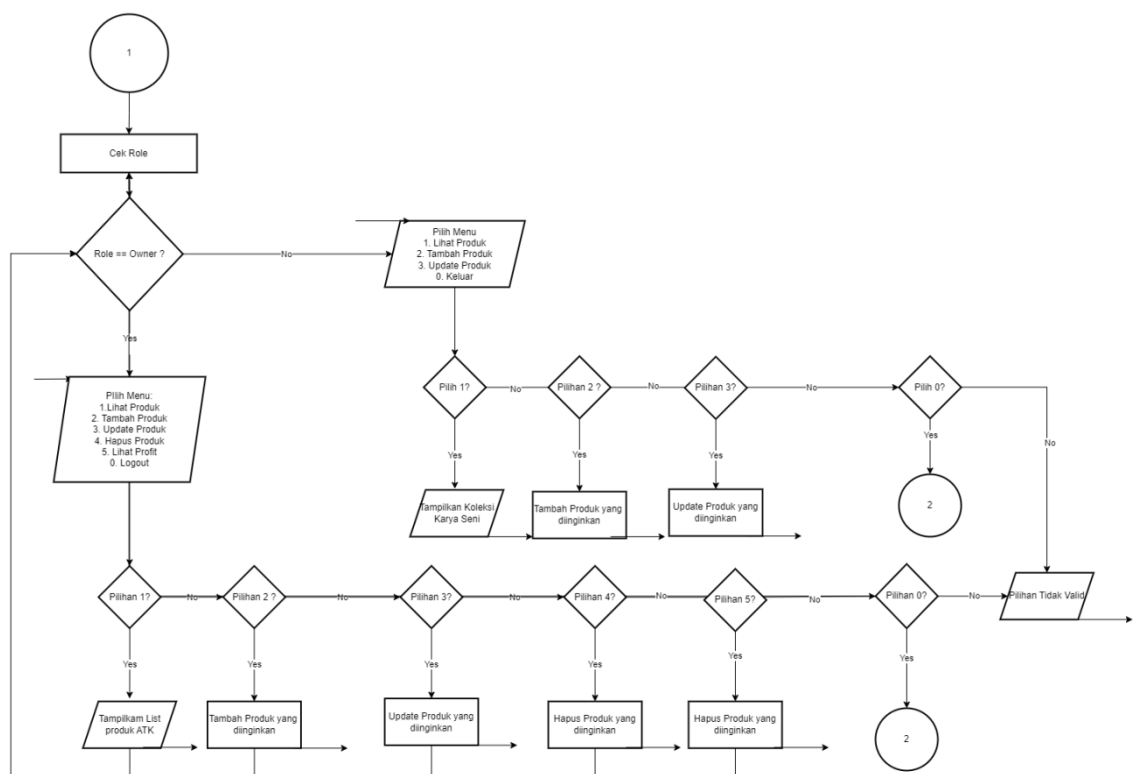 1
Cek Role
Role == Owner ?
No
Pilih Menu
1. Lihat Produk
2. Tambah Produk
3. Update Produk
0. Keluar
Yes
PIlih Menu:
1.Lihat Produk
2. Tambah Produk
3. Update Produk
4. Hapus Produk
5. Lihat Profit
0. Logout
Pilih 1?
No
Pilihan 2 ?
No
Pilihan 3?
No
Pilih 0?
No
Yes
Yes
Yes
Yes
Tampilkan Koleksi
Karya Seni
Tambah Produk yang
diinginkan
Update Produk yang
diinginkan
2
Pilihan 1?
No
Pilihan 2 ?
No
Pilihan 3?
No
Pilihan 4?
No
Pilihan 5?
No
Pilihan 0?
No
Pilihan Tidak Valid
Yes
Yes
Yes
Yes
Yes
Yes
Tampilkam List
produk ATK
Tambah Produk yang
diinginkan
Update Produk yang
diinginkan
Hapus Produk yang
diinginkan
Hapus Produk yang
diinginkan
2